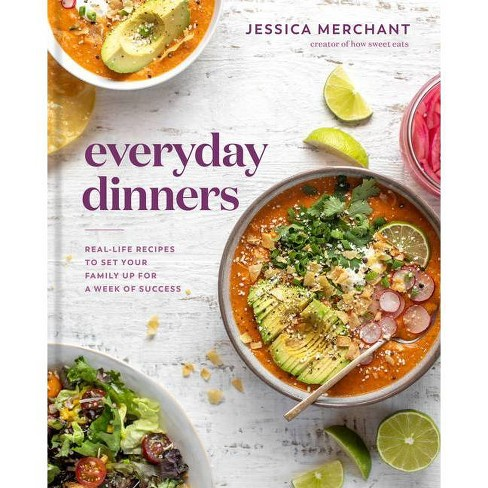 JESSICA MERCHANT
creator of how sweet eats
everyday
dinners
REAL-LIFE RECIPES
TO SET YOUR
FAMILY UP FOR
A WEEK OF SUCCESS